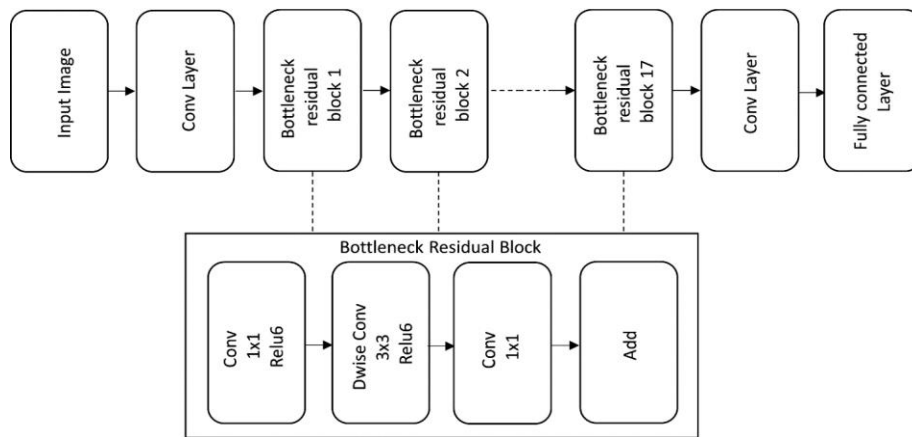 Input Image
Conv Layer
Bottleneck
residual
block 1
Bottleneck
residual
block 2
Bottleneck
residual
block 17
Conv Layer
Fully connected
Layer
Bottleneck Residual Block
Conv
1x1
Relu6
Dwise Conv
3x3
Relu6
Conv
1x1
Add